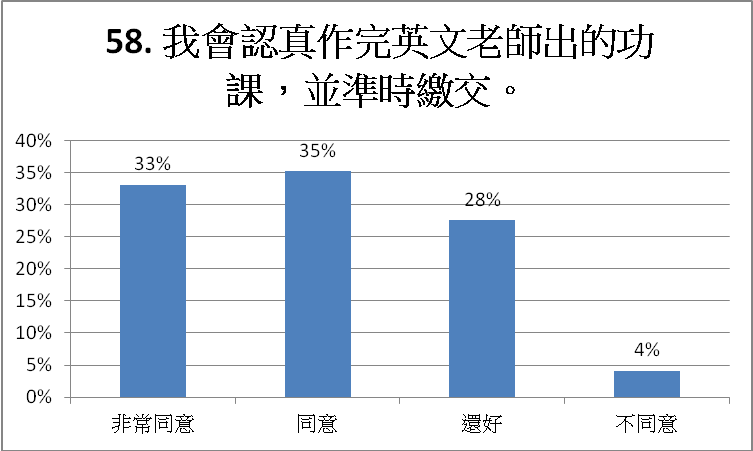 58. 我會認真作完英文老師出的功
課，並準時繳交。
40%
35%
30%
25%
20%
15%
10%
5%
0%
33%
35%
28%
4%
非常同意
同意
還好
不同意